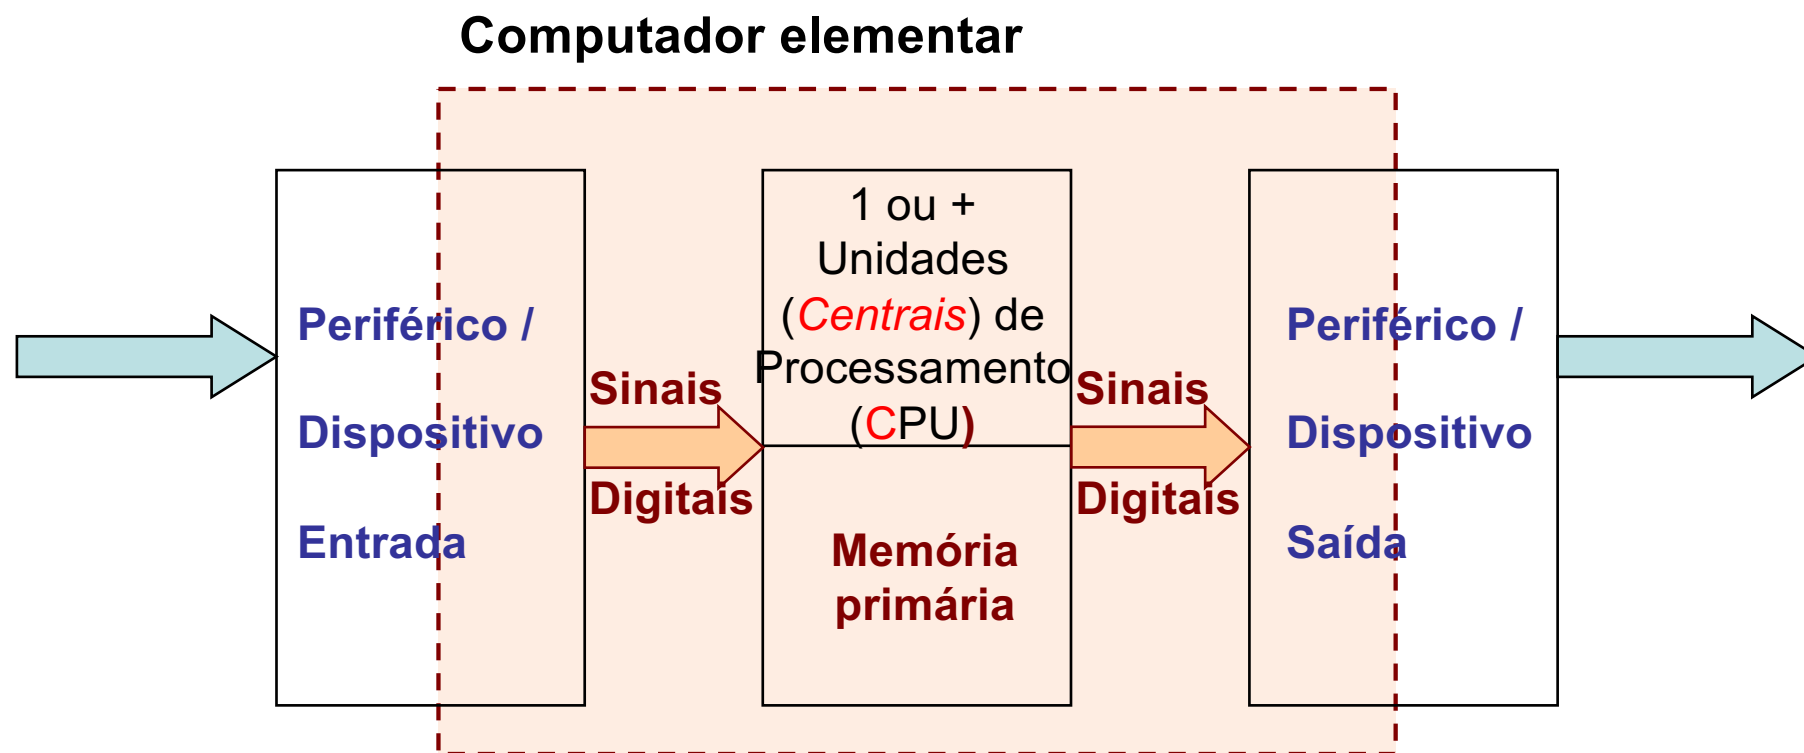 Computador elementar
Periférico /
Dispositivo
Entrada
Sinais
Digitais
1 ou +
Unidades
(Centrais) de
Processamento
(CPU)
Memória
primária
Sinais
Digitais
Periférico /
Dispositivo
Saída